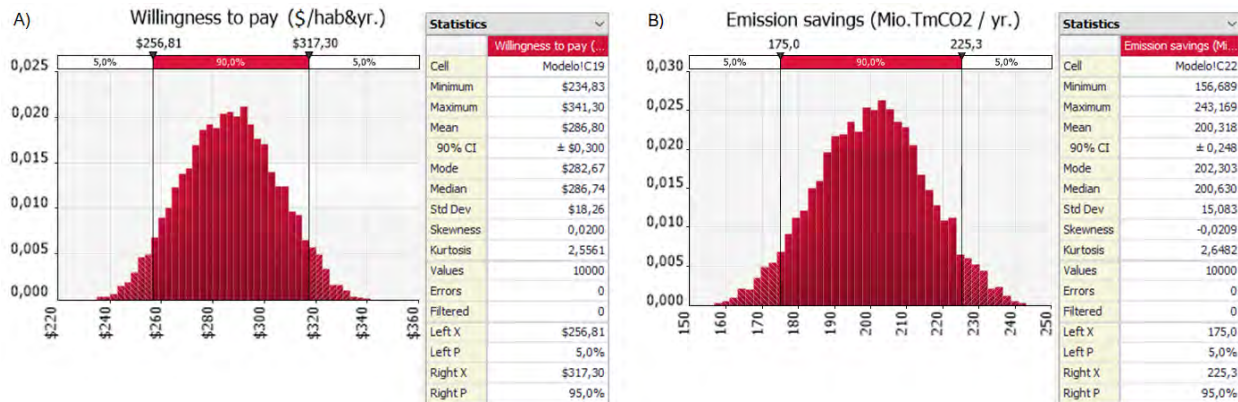 A)
Willingness to pay ($/hab&yr.)
$256,81 $317,30
5,0% 90,0% 5,0%
0,025
0,020
0,015
0,010
0,005
0,000
$220 $240 $260 $280 $300 $320 $340 $360
Statistics
Willingness to pay (...
Cell Modelo!C19
Minimum $234,83
Maximum $341,30
Mean $286,80
90% CI ± $0,300
Mode $282,67
Median $286,74
Std Dev $18,26
Skewness 0,0200
Kurtosis 2,5561
Values 10000
Errors 0
Filtered 0
Left X $256,81
Left P 5,0%
Right X $317,30
Right P 95,0%
B)
Emission savings (Mio.TmCO2 / yr.)
175,0 225,3
5,0% 90,0% 5,0%
0,030
0,025
0,020
0,015
0,010
0,005
0,000
150 160 170 180 190 200 210 220 230 240 250
Statistics
Emission savings (Mi...
Cell Modelo!C22
Minimum 156,689
Maximum 243,169
Mean 200,318
90% CI ± 0,248
Mode 202,303
Median 200,630
Std Dev 15,083
Skewness -0,0209
Kurtosis 2,6482
Values 10000
Errors 0
Filtered 0
Left X 175,0
Left P 5,0%
Right X 225,3
Right P 95,0%